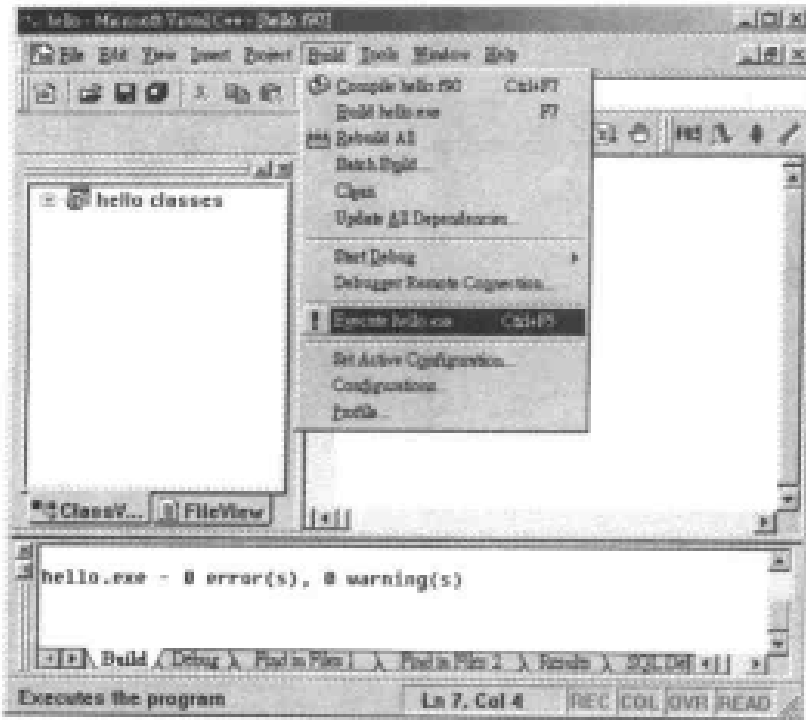 hello - Microsoft Visual C++ - [hello.f90]
File Edit View Insert Project Build Tools Window Help
Compile hello.f90 Ctrl+F7
Build hello.exe F7
Rebuild All
Batch Build...
Clean
Update All Dependencies...
Start Debug
Debugger Remote Connection...
Execute hello.exe Ctrl+F5
Set Active Configuration...
Configurations...
Profile...
hello classes
ClassV... FileView
hello.exe - 0 error(s), 0 warning(s)
Build Debug Find in Files 1 Find in Files 2 Results SQL Del
Executes the program Ln 7, Col 4 REC COL OVR READ